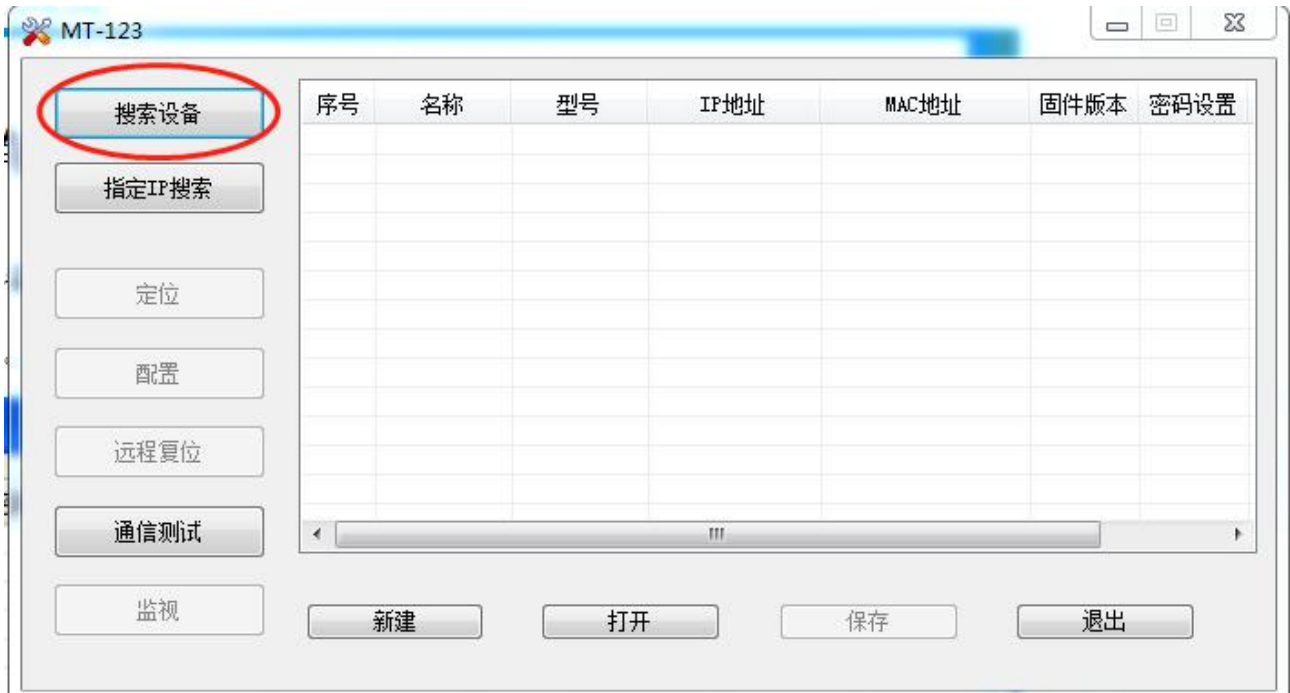 MT-123
搜索设备
序号 名称 型号 IP地址 MAC地址 固件版本 密码设置
指定IP搜索
定位
配置
远程复位
通信测试
监视
新建 打开 保存 退出